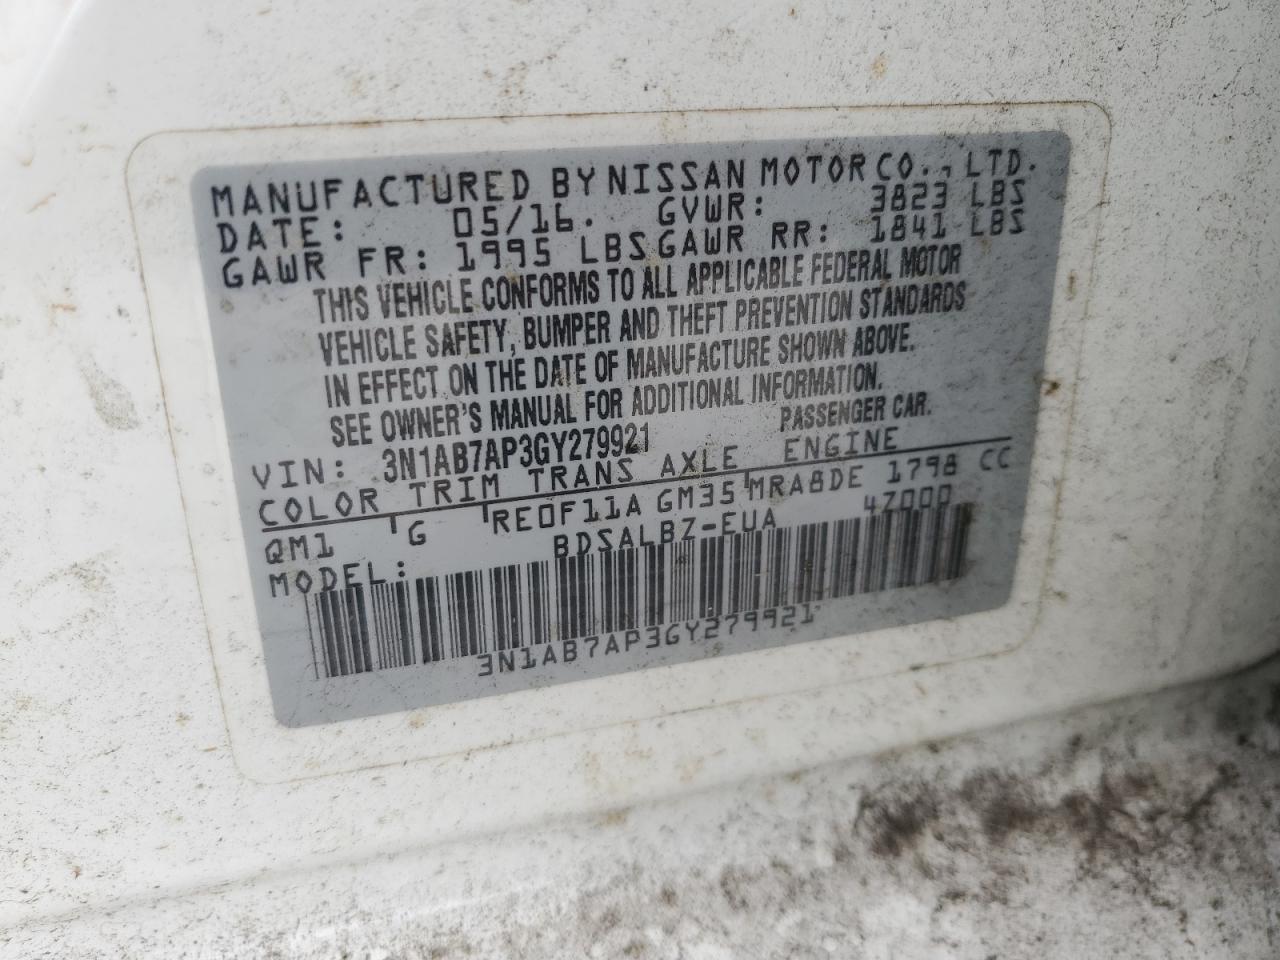 MANUFACTURED BY NISSAN MOTOR CO., LTD.
DATE: 05/16. GVWR: 3823 LBS
GAWR FR: 1995 LBS GAWR RR: 1841 LBS
THIS VEHICLE CONFORMS TO ALL APPLICABLE FEDERAL MOTOR
VEHICLE SAFETY, BUMPER AND THEFT PREVENTION STANDARDS
IN EFFECT ON THE DATE OF MANUFACTURE SHOWN ABOVE.
SEE OWNER'S MANUAL FOR ADDITIONAL INFORMATION.
VIN: 3N1AB7AP3GY279921 PASSENGER CAR.
COLOR TRIM TRANS AXLE ENGINE
QM1 G RE0F11A GM35 MRA8DE 1798 CC
MODEL: BDSALBZ-EUA 47000
3N1AB7AP3GY279921